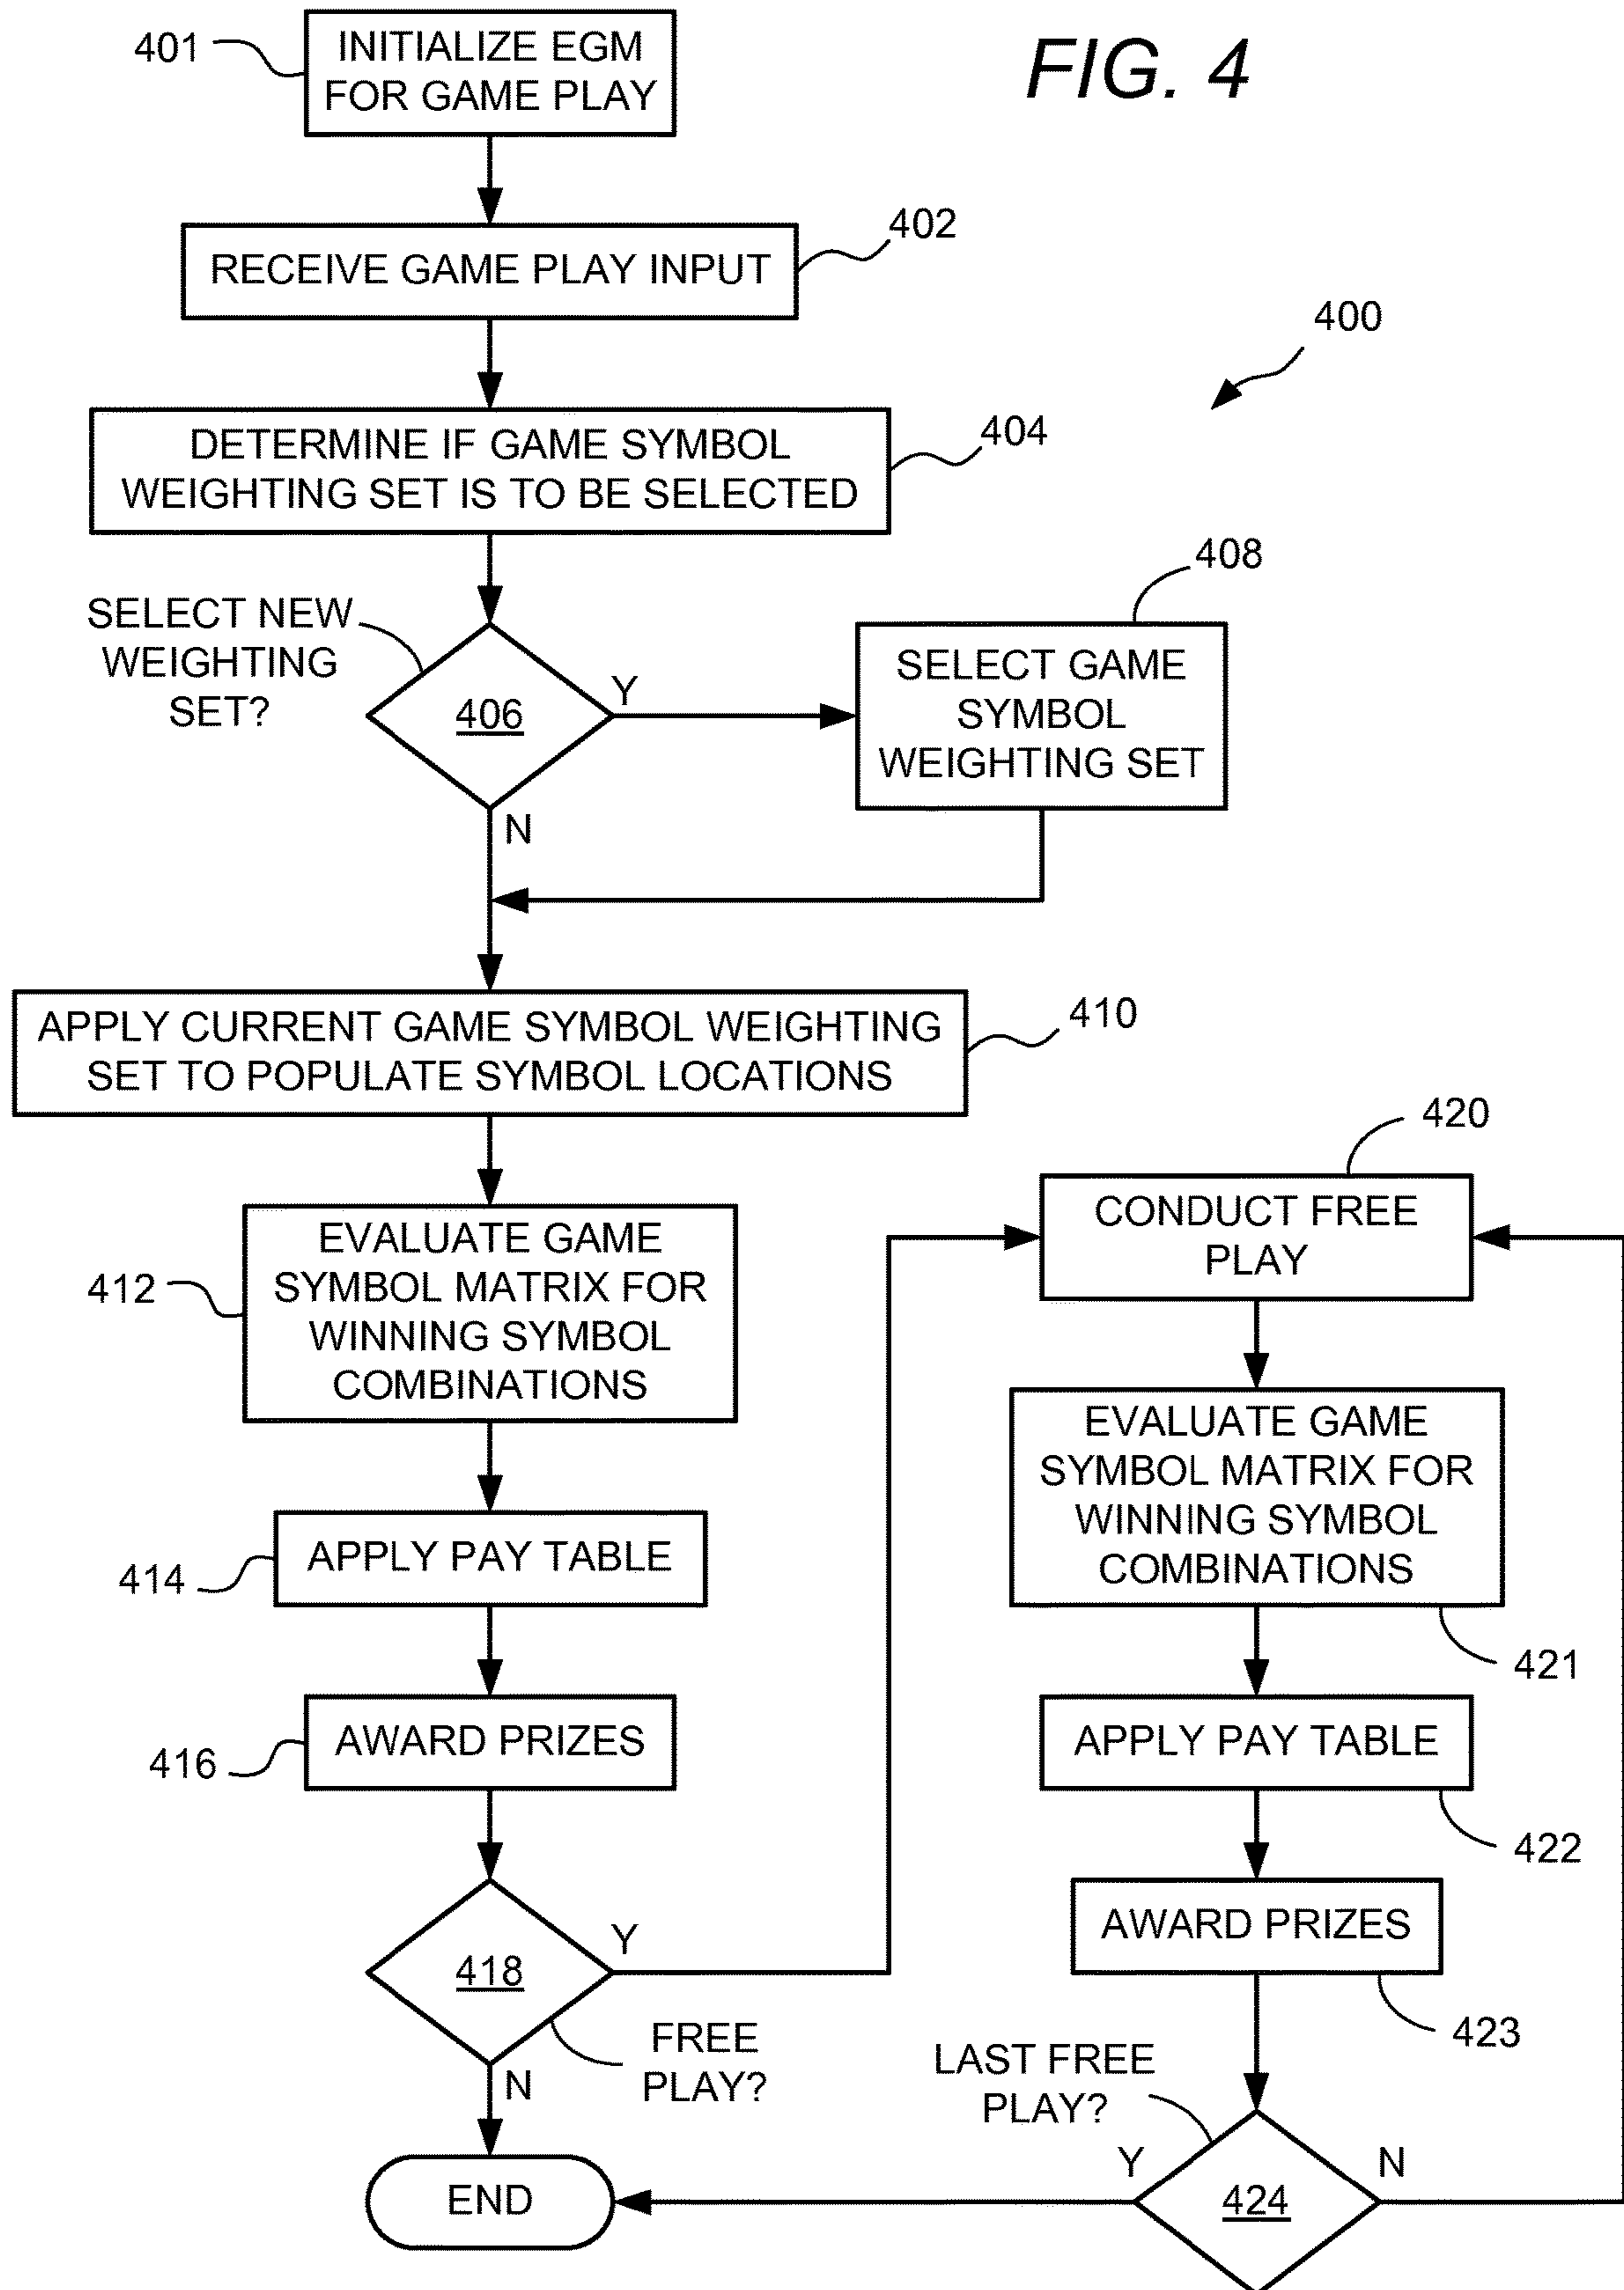 FIG. 4
401
INITIALIZE EGM
FOR GAME PLAY
402
RECEIVE GAME PLAY INPUT
400
DETERMINE IF GAME SYMBOL
WEIGHTING SET IS TO BE SELECTED
404
SELECT NEW
WEIGHTING
SET?
406
Y
N
408
SELECT GAME
SYMBOL
WEIGHTING SET
APPLY CURRENT GAME SYMBOL WEIGHTING
SET TO POPULATE SYMBOL LOCATIONS
410
412
EVALUATE GAME
SYMBOL MATRIX FOR
WINNING SYMBOL
COMBINATIONS
414
APPLY PAY TABLE
416
AWARD PRIZES
418
Y
FREE
PLAY?
N
END
420
CONDUCT FREE
PLAY
EVALUATE GAME
SYMBOL MATRIX FOR
WINNING SYMBOL
COMBINATIONS
421
APPLY PAY TABLE
422
AWARD PRIZES
423
LAST FREE
PLAY?
Y
424
N